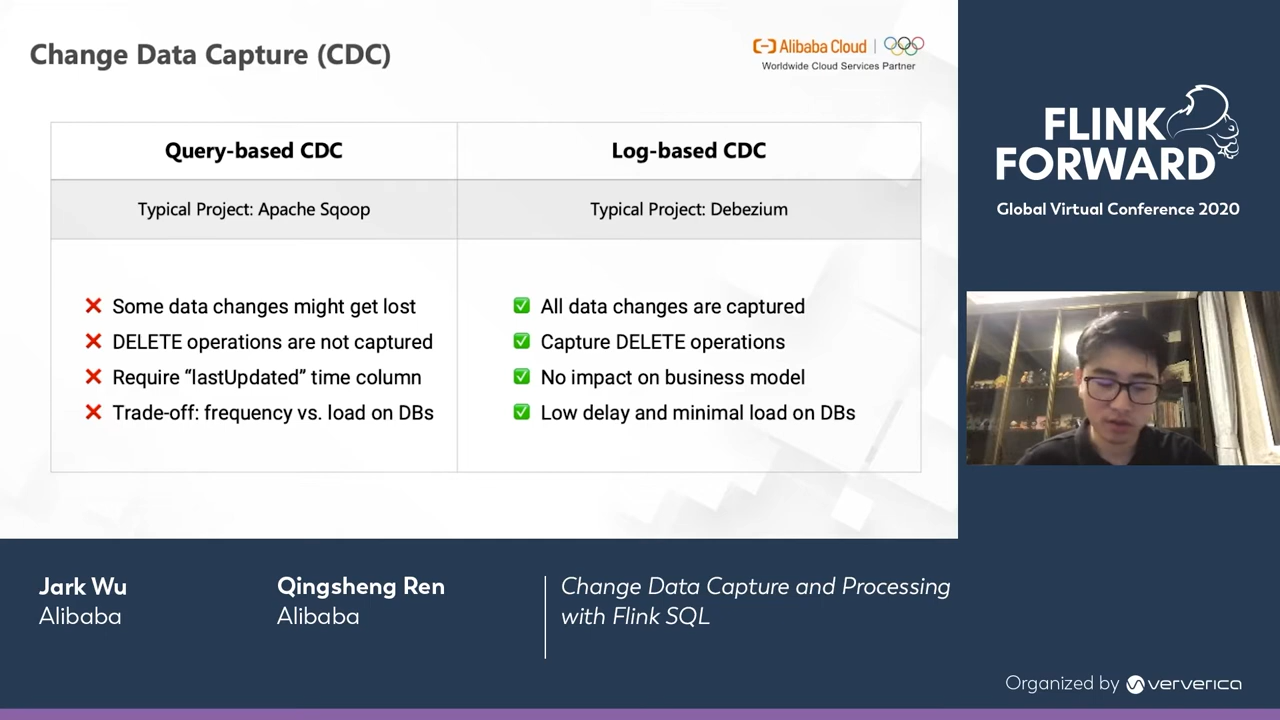 Change Data Capture (CDC)
Alibaba Cloud
Worldwide Cloud Services Partner
Query-based CDC
Log-based CDC
Typical Project: Apache Sqoop
Typical Project: Debezium
Some data changes might get lost
DELETE operations are not captured
Require “lastUpdated” time column
Trade-off: frequency vs. load on DBs
All data changes are captured
Capture DELETE operations
No impact on business model
Low delay and minimal load on DBs
FLINK
FORWARD
Global Virtual Conference 2020
Jark Wu
Alibaba
Qingsheng Ren
Alibaba
Change Data Capture and Processing
with Flink SQL
Organized by ververica